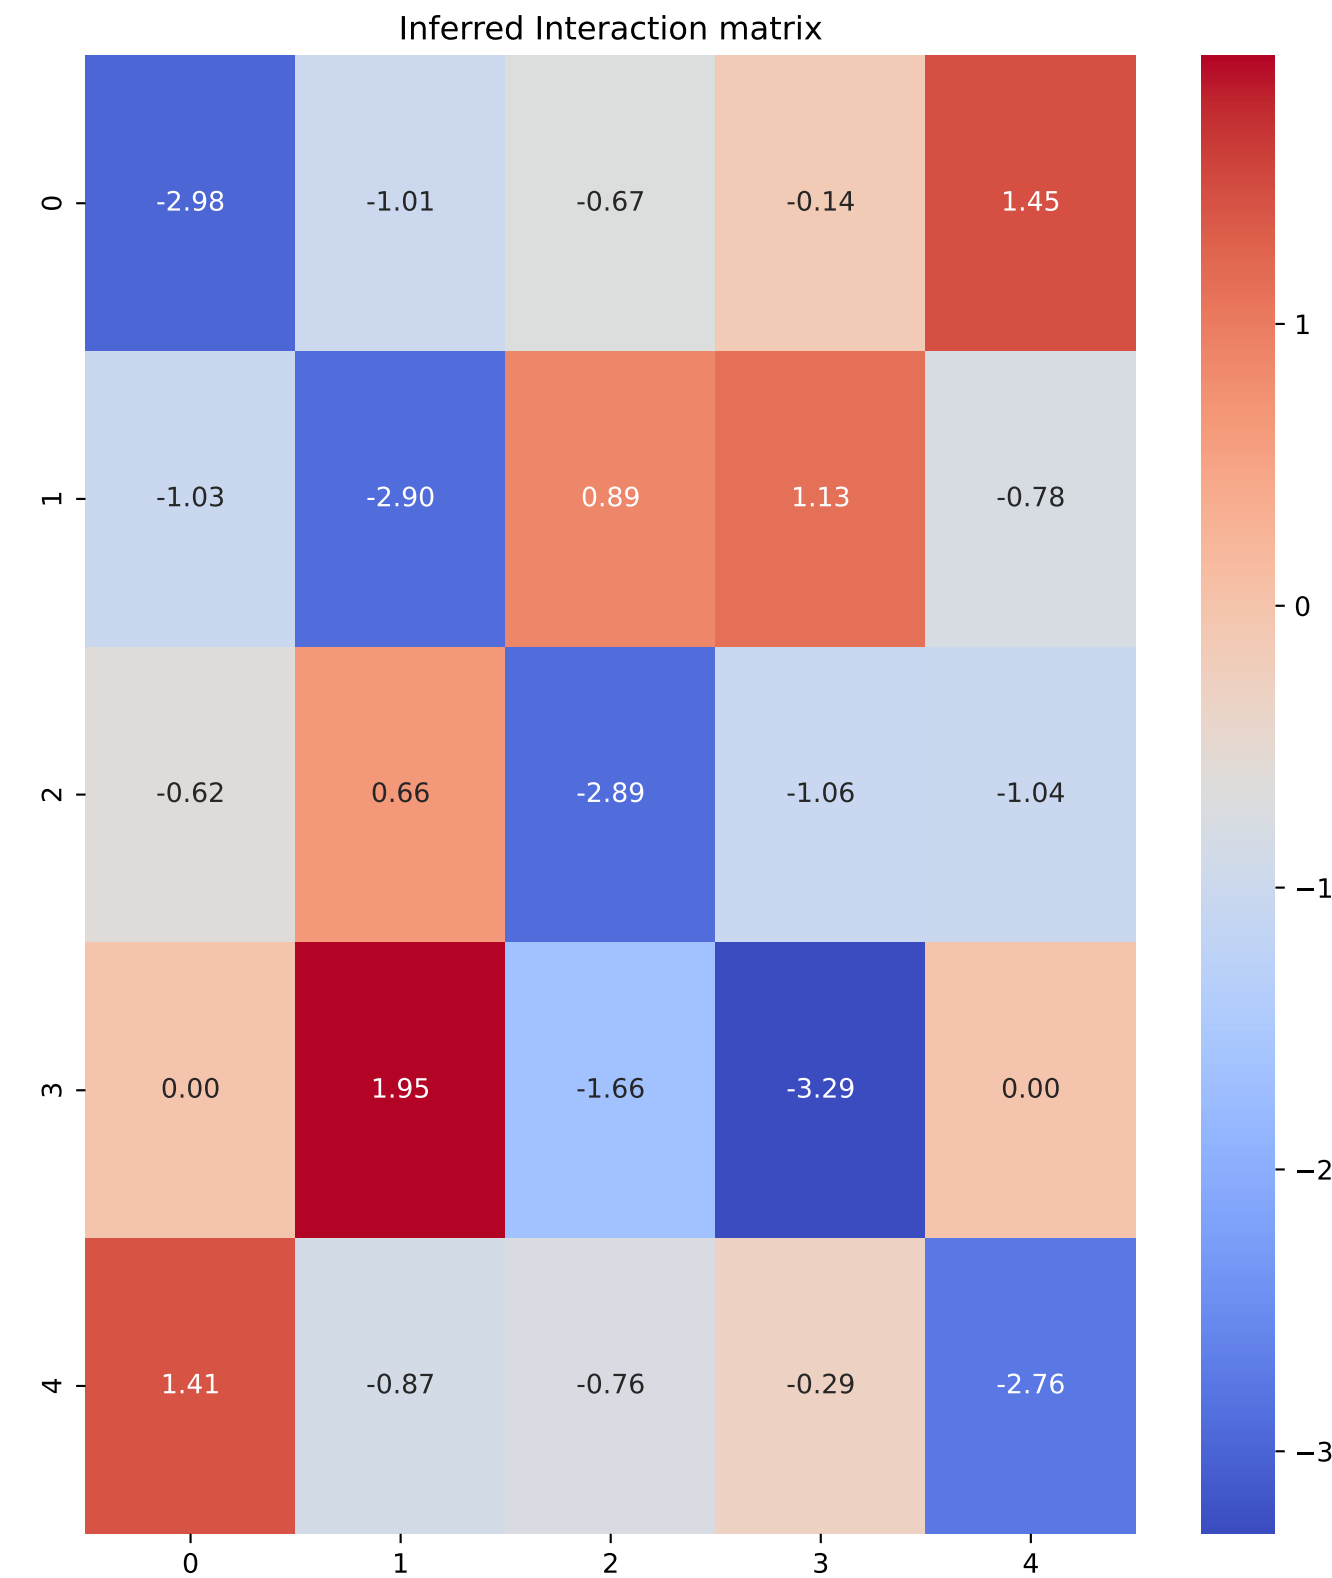 Inferred Interaction matrix
0 -2.98 -1.01 -0.67 -0.14 1.45
1 -1.03 -2.90 0.89 1.13 -0.78
2 -0.62 0.66 -2.89 -1.06 -1.04
3 0.00 1.95 -1.66 -3.29 0.00
4 1.41 -0.87 -0.76 -0.29 -2.76
0 1 2 3 4
1
0
−1
−2
−3